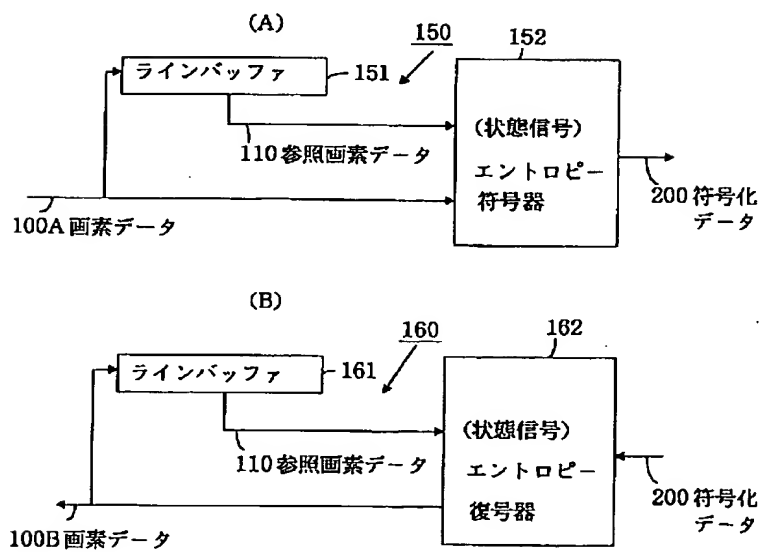 (A)
150
152
ラインバッファ
151
(状態信号)
110 参照画素データ
エントロピー
符号器
100A 画素データ
200 符号化
データ
(B)
160
162
ラインバッファ
161
(状態信号)
110 参照画素データ
エントロピー
復号器
100B 画素データ
200 符号化
データ